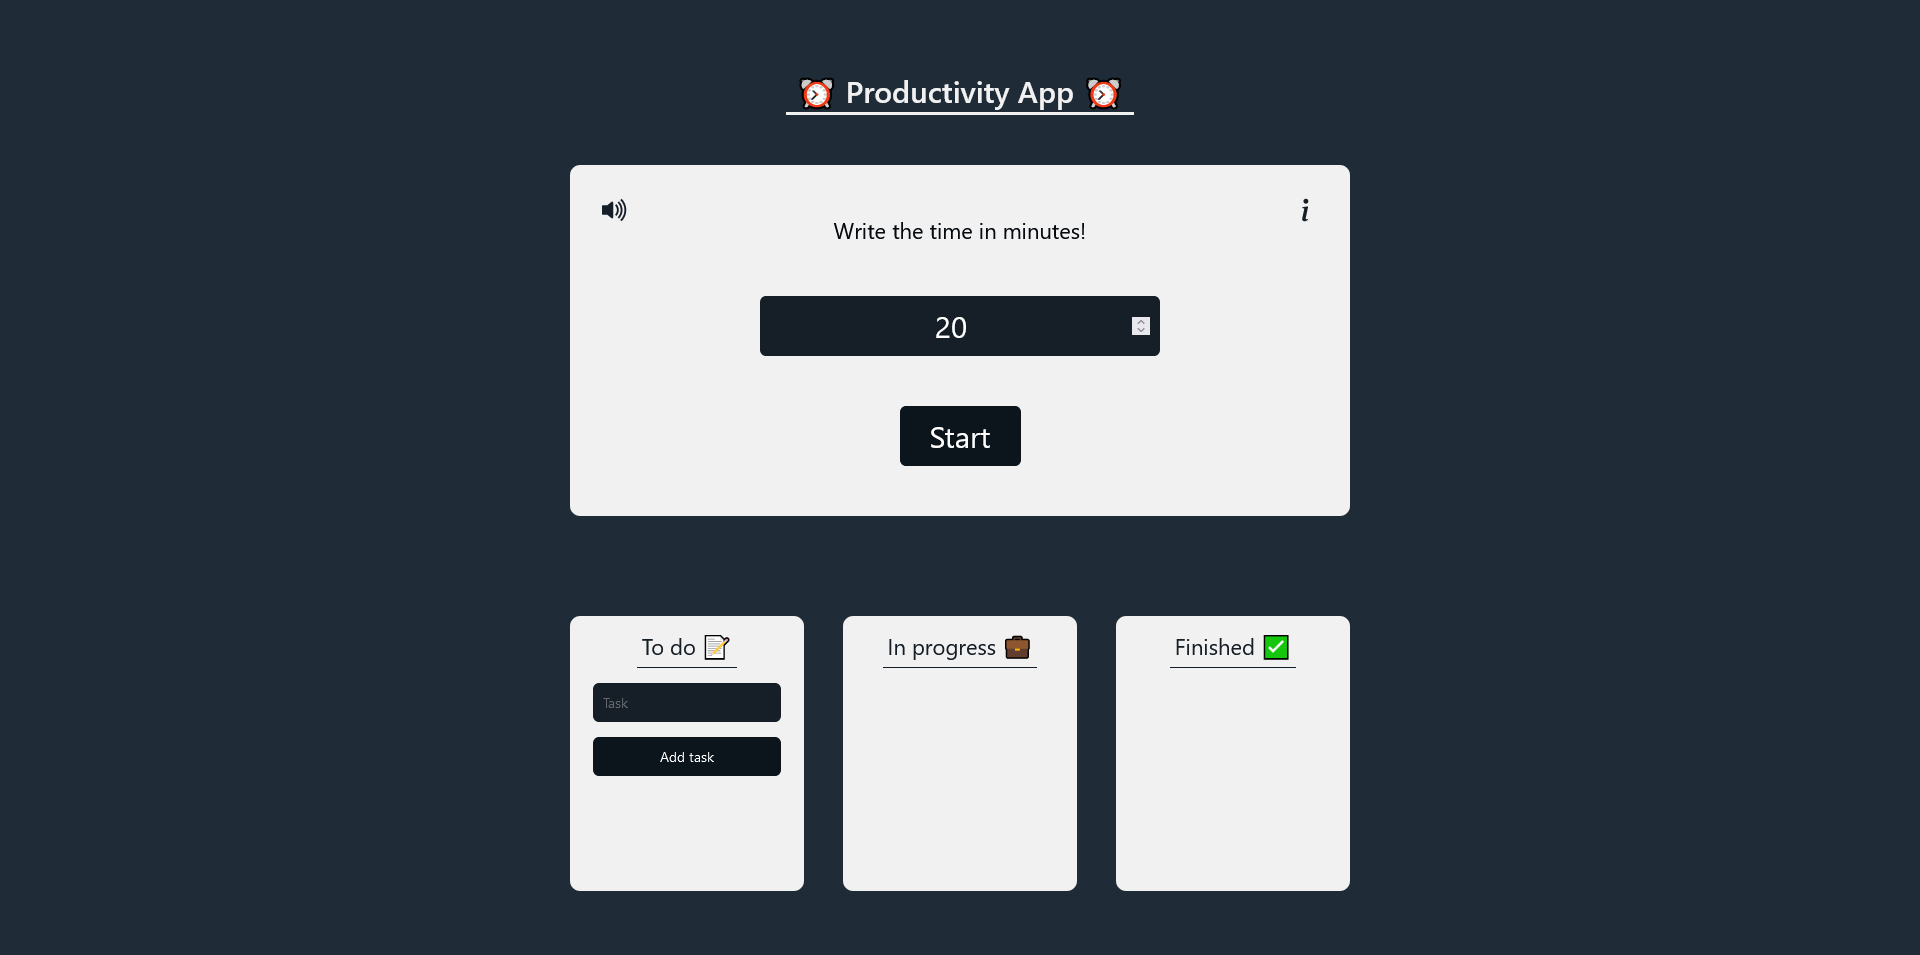 ⏰ Productivity App ⏰
i
Write the time in minutes!
20
Start
To do 📝
In progress 💼
Finished ✅
Task
Add task